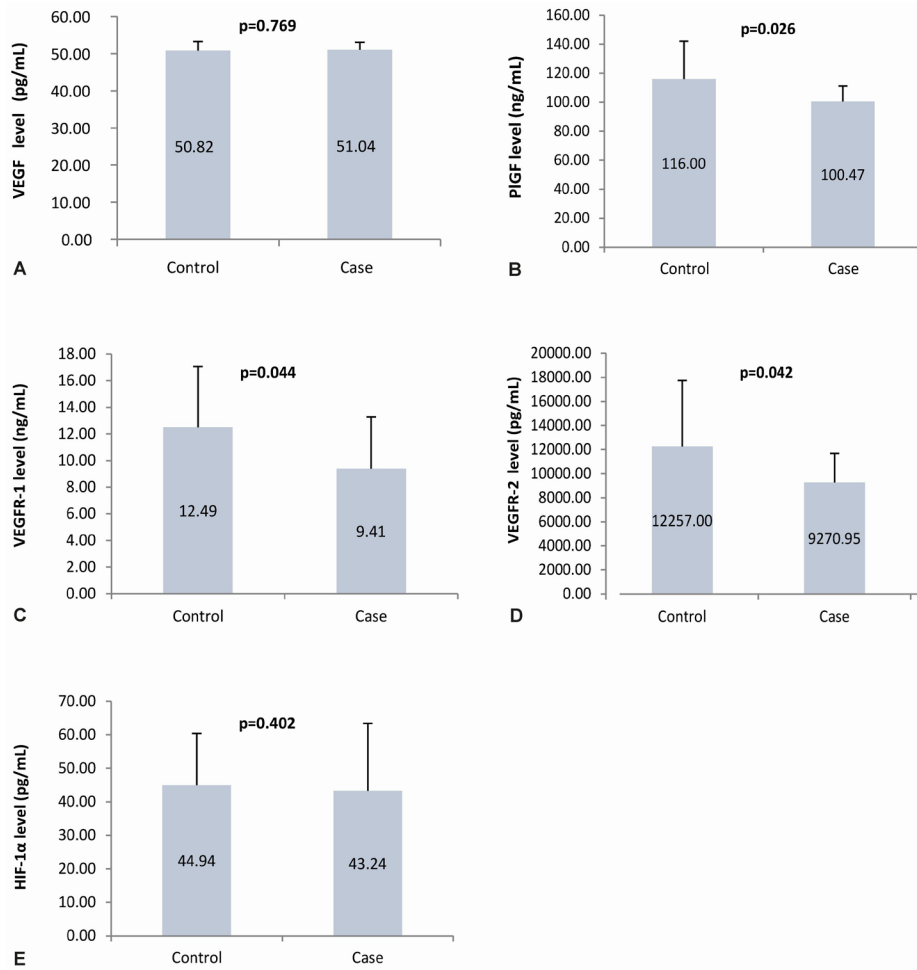 VEGF level (pg/mL)
60.00
50.00
40.00
30.00
20.00
10.00
0.00
p=0.769
50.82
51.04
Control
Case
A
PlGF level (ng/mL)
160.00
140.00
120.00
100.00
80.00
60.00
40.00
20.00
0.00
p=0.026
116.00
100.47
Control
Case
B
VEGFR-1 level (ng/mL)
18.00
16.00
14.00
12.00
10.00
8.00
6.00
4.00
2.00
0.00
p=0.044
12.49
9.41
Control
Case
C
VEGFR-2 level (pg/mL)
20000.00
18000.00
16000.00
14000.00
12000.00
10000.00
8000.00
6000.00
4000.00
2000.00
0.00
p=0.042
12257.00
9270.95
Control
Case
D
HIF-1α level (pg/mL)
70.00
60.00
50.00
40.00
30.00
20.00
10.00
0.00
p=0.402
44.94
43.24
Control
Case
E